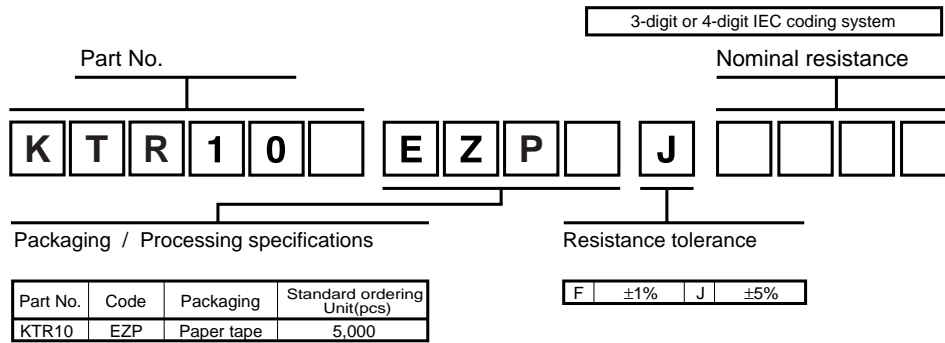 3-digit or 4-digit IEC coding system
Part No.
Nominal resistance
K T R 1 0 E Z P J
Packaging / Processing specifications
Resistance tolerance
Part No. Code Packaging Standard ordering Unit(pcs)
KTR10 EZP Paper tape 5,000
F ±1% J ±5%